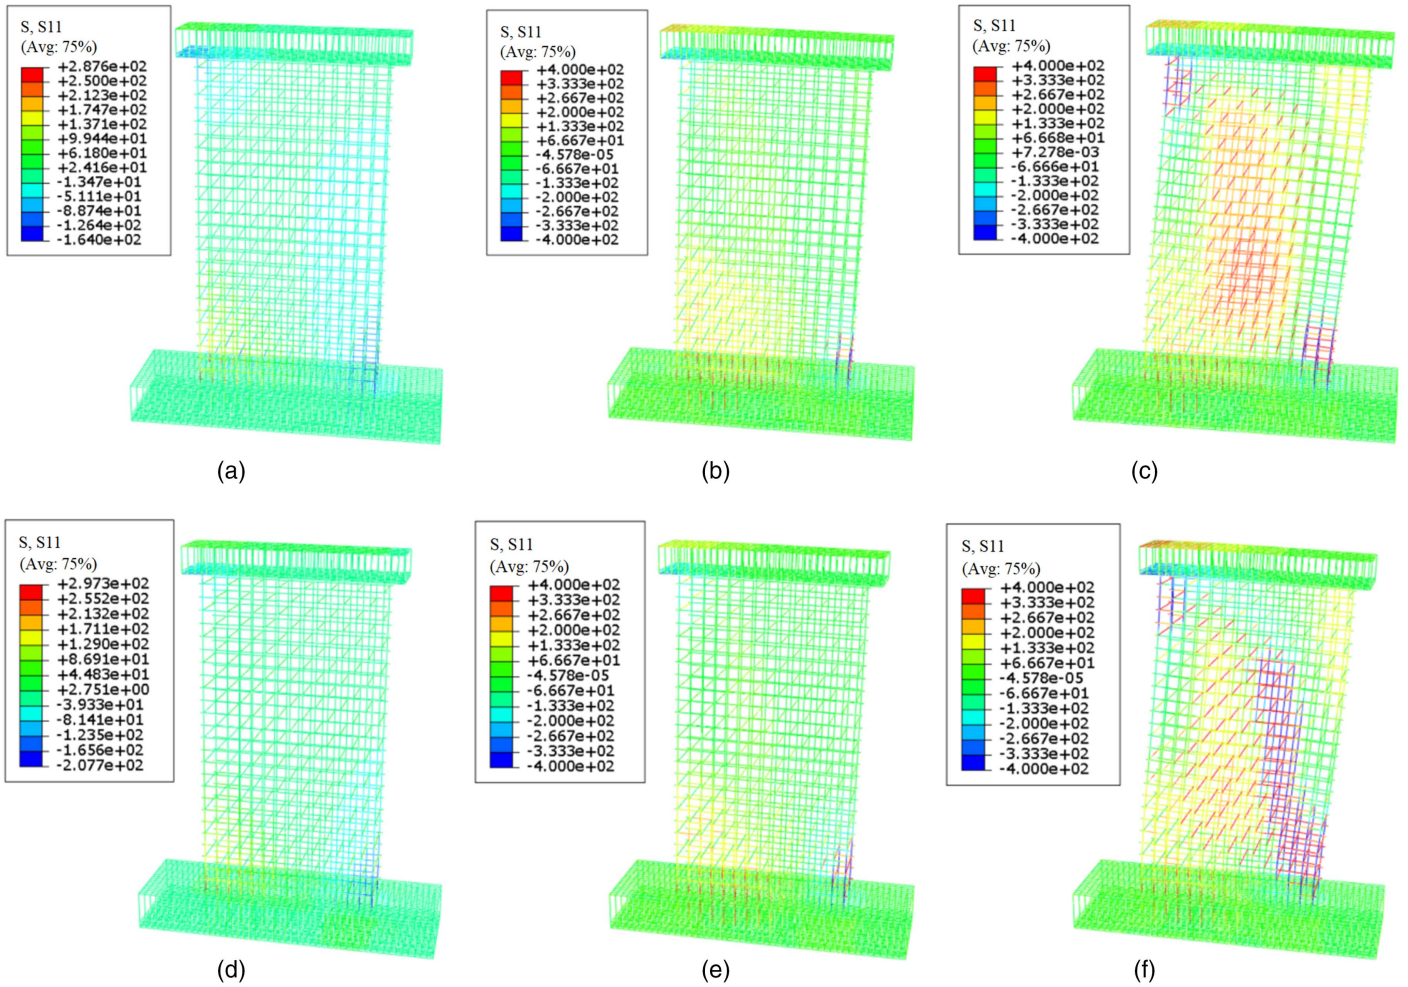 S, S11
(Avg: 75%)
+2.876e+02
+2.500e+02
+2.123e+02
+1.747e+02
+1.371e+02
+9.944e+01
+6.180e+01
+2.416e+01
-1.347e+01
-5.111e+01
-8.874e+01
-1.264e+02
-1.640e+02
(a)
S, S11
(Avg: 75%)
+4.000e+02
+3.333e+02
+2.667e+02
+2.000e+02
+1.333e+02
+6.667e+01
-4.578e-05
-6.667e+01
-1.333e+02
-2.000e+02
-2.667e+02
-3.333e+02
-4.000e+02
(b)
S, S11
(Avg: 75%)
+4.000e+02
+3.333e+02
+2.667e+02
+2.000e+02
+1.333e+02
+6.668e+01
+7.278e-03
-6.666e+01
-1.333e+02
-2.000e+02
-2.667e+02
-3.333e+02
-4.000e+02
(c)
S, S11
(Avg: 75%)
+2.973e+02
+2.552e+02
+2.132e+02
+1.711e+02
+1.290e+02
+8.691e+01
+4.483e+01
+2.751e+00
-3.933e+01
-8.141e+01
-1.235e+02
-1.656e+02
-2.077e+02
(d)
S, S11
(Avg: 75%)
+4.000e+02
+3.333e+02
+2.667e+02
+2.000e+02
+1.333e+02
+6.667e+01
-4.578e-05
-6.667e+01
-1.333e+02
-2.000e+02
-2.667e+02
-3.333e+02
-4.000e+02
(e)
S, S11
(Avg: 75%)
+4.000e+02
+3.333e+02
+2.667e+02
+2.000e+02
+1.333e+02
+6.667e+01
-4.578e-05
-6.667e+01
-1.333e+02
-2.000e+02
-2.667e+02
-3.333e+02
-4.000e+02
(f)